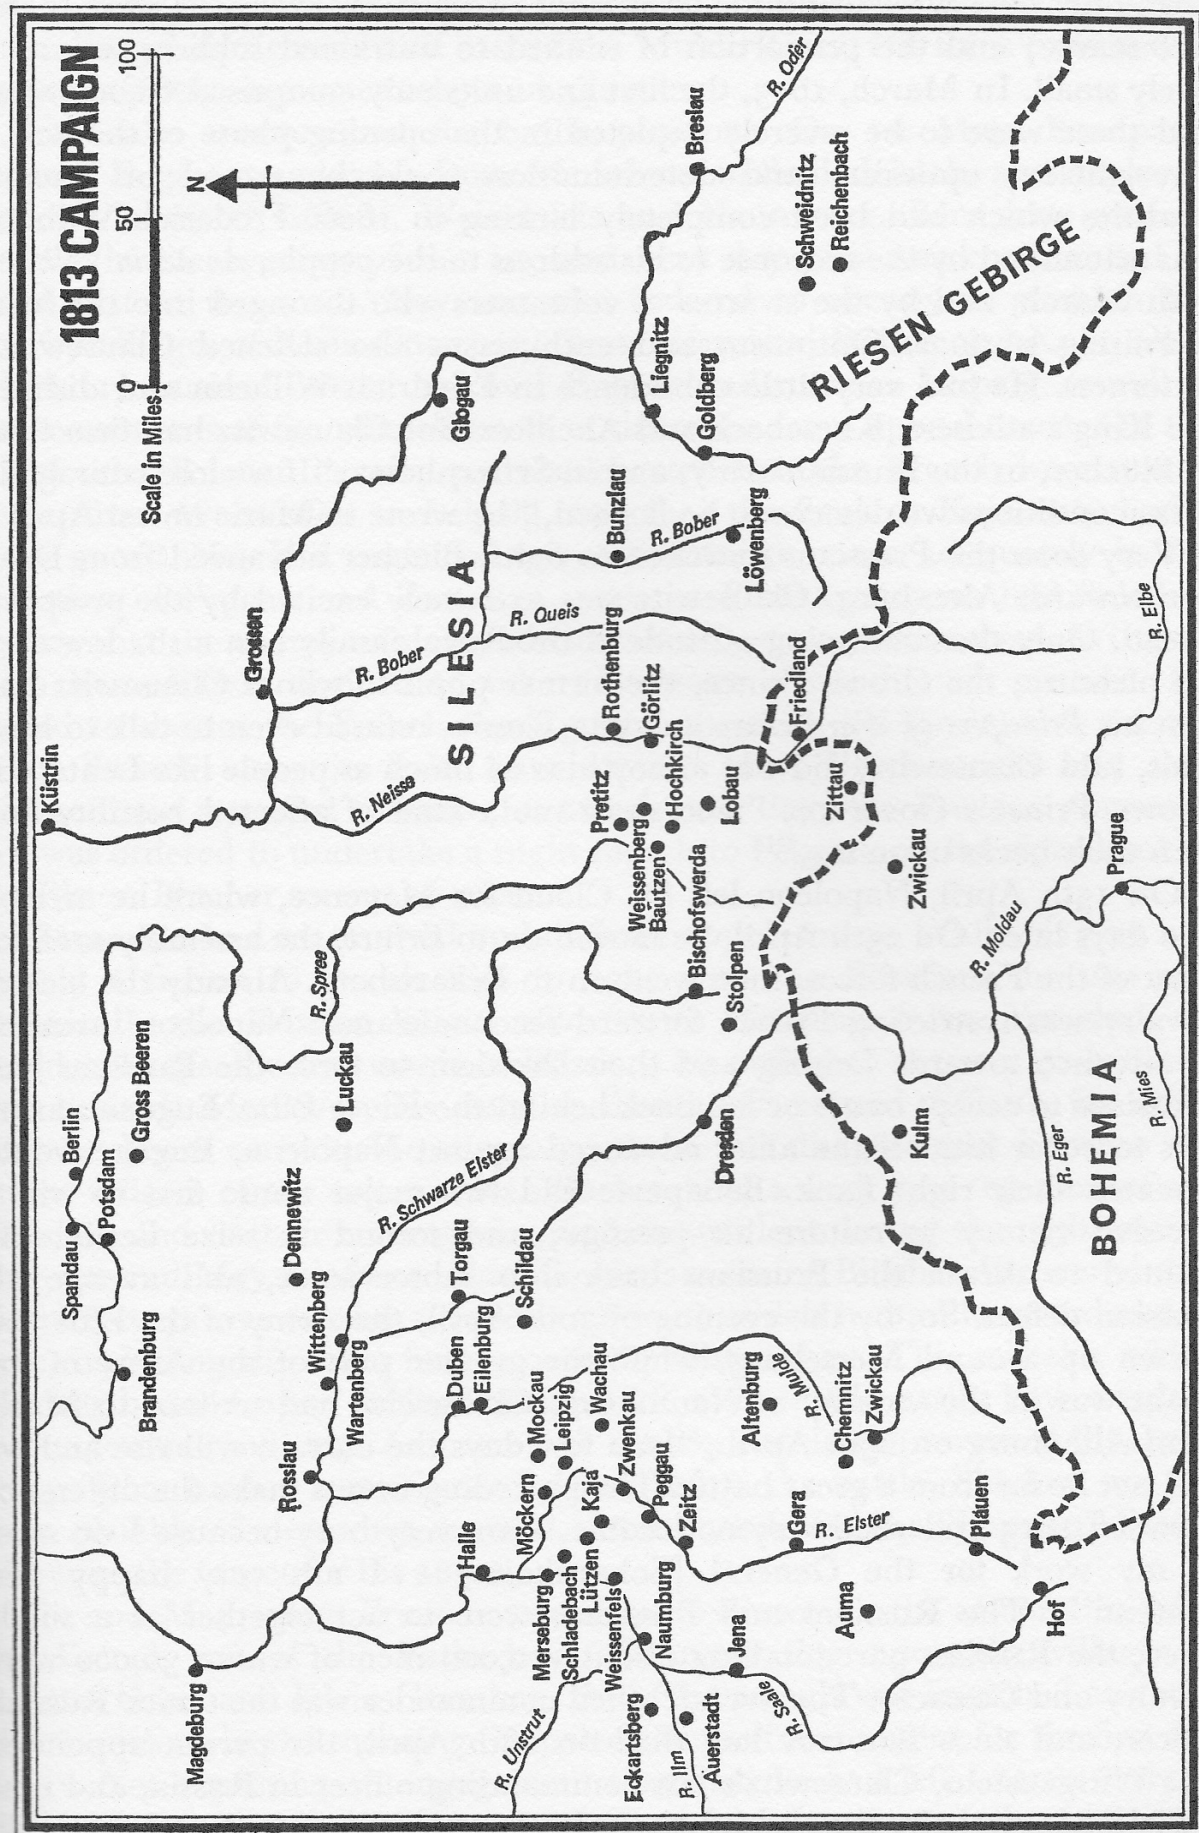 1813 CAMPAIGN
Scale in Miles
0
50
100
N
Küstrin
Magdeburg
Brandenburg
Spandau
Potsdam
Berlin
Gross Beeren
Grossen
Rosslau
Wittenberg
Wartenberg
Dennewitz
Luckau
R. Spree
R. Neisse
R. Bober
Glogau
SILESIA
Halle
Duben
Eilenburg
Torgau
Schildau
R. Schwarze Elster
R. Queis
R. Unstrut
Merseburg
Schladebach
Lützen
Weissenfels
Möckern
Kaja
Mockau
Leipzig
Wachau
Zwenkau
Peggau
Zeitz
Naumburg
Eckartsberg
R. Ilm
Auerstadt
Jena
R. Saele
Dresden
Stolpen
Bischofswerda
Bautzen
Weissenberg
Pretitz
Hochkirch
Lobau
Görlitz
Rothenburg
Bunzlau
R. Bober
Löwenberg
Liegnitz
Goldberg
Breslau
R. Oder
Schweidnitz
Reichenbach
RIESEN GEBIRGE
Friedland
Zittau
Zwickau
Altenburg
R. Mulde
Chemnitz
Zwickau
Gera
R. Elster
Auma
Plauen
Hof
Kulm
R. Eger
BOHEMIA
R. Mies
R. Moldau
Prague
R. Elbe